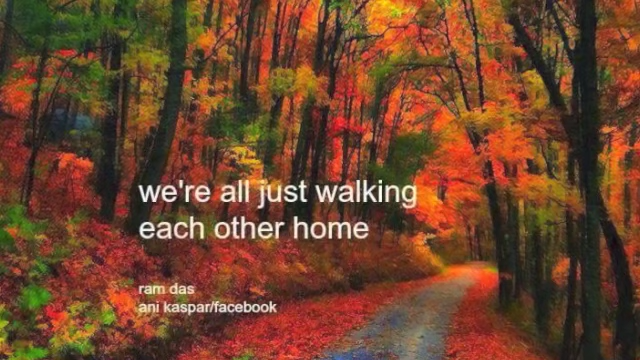 we're all just walking
each other home
ram das
ani kaspar/facebook